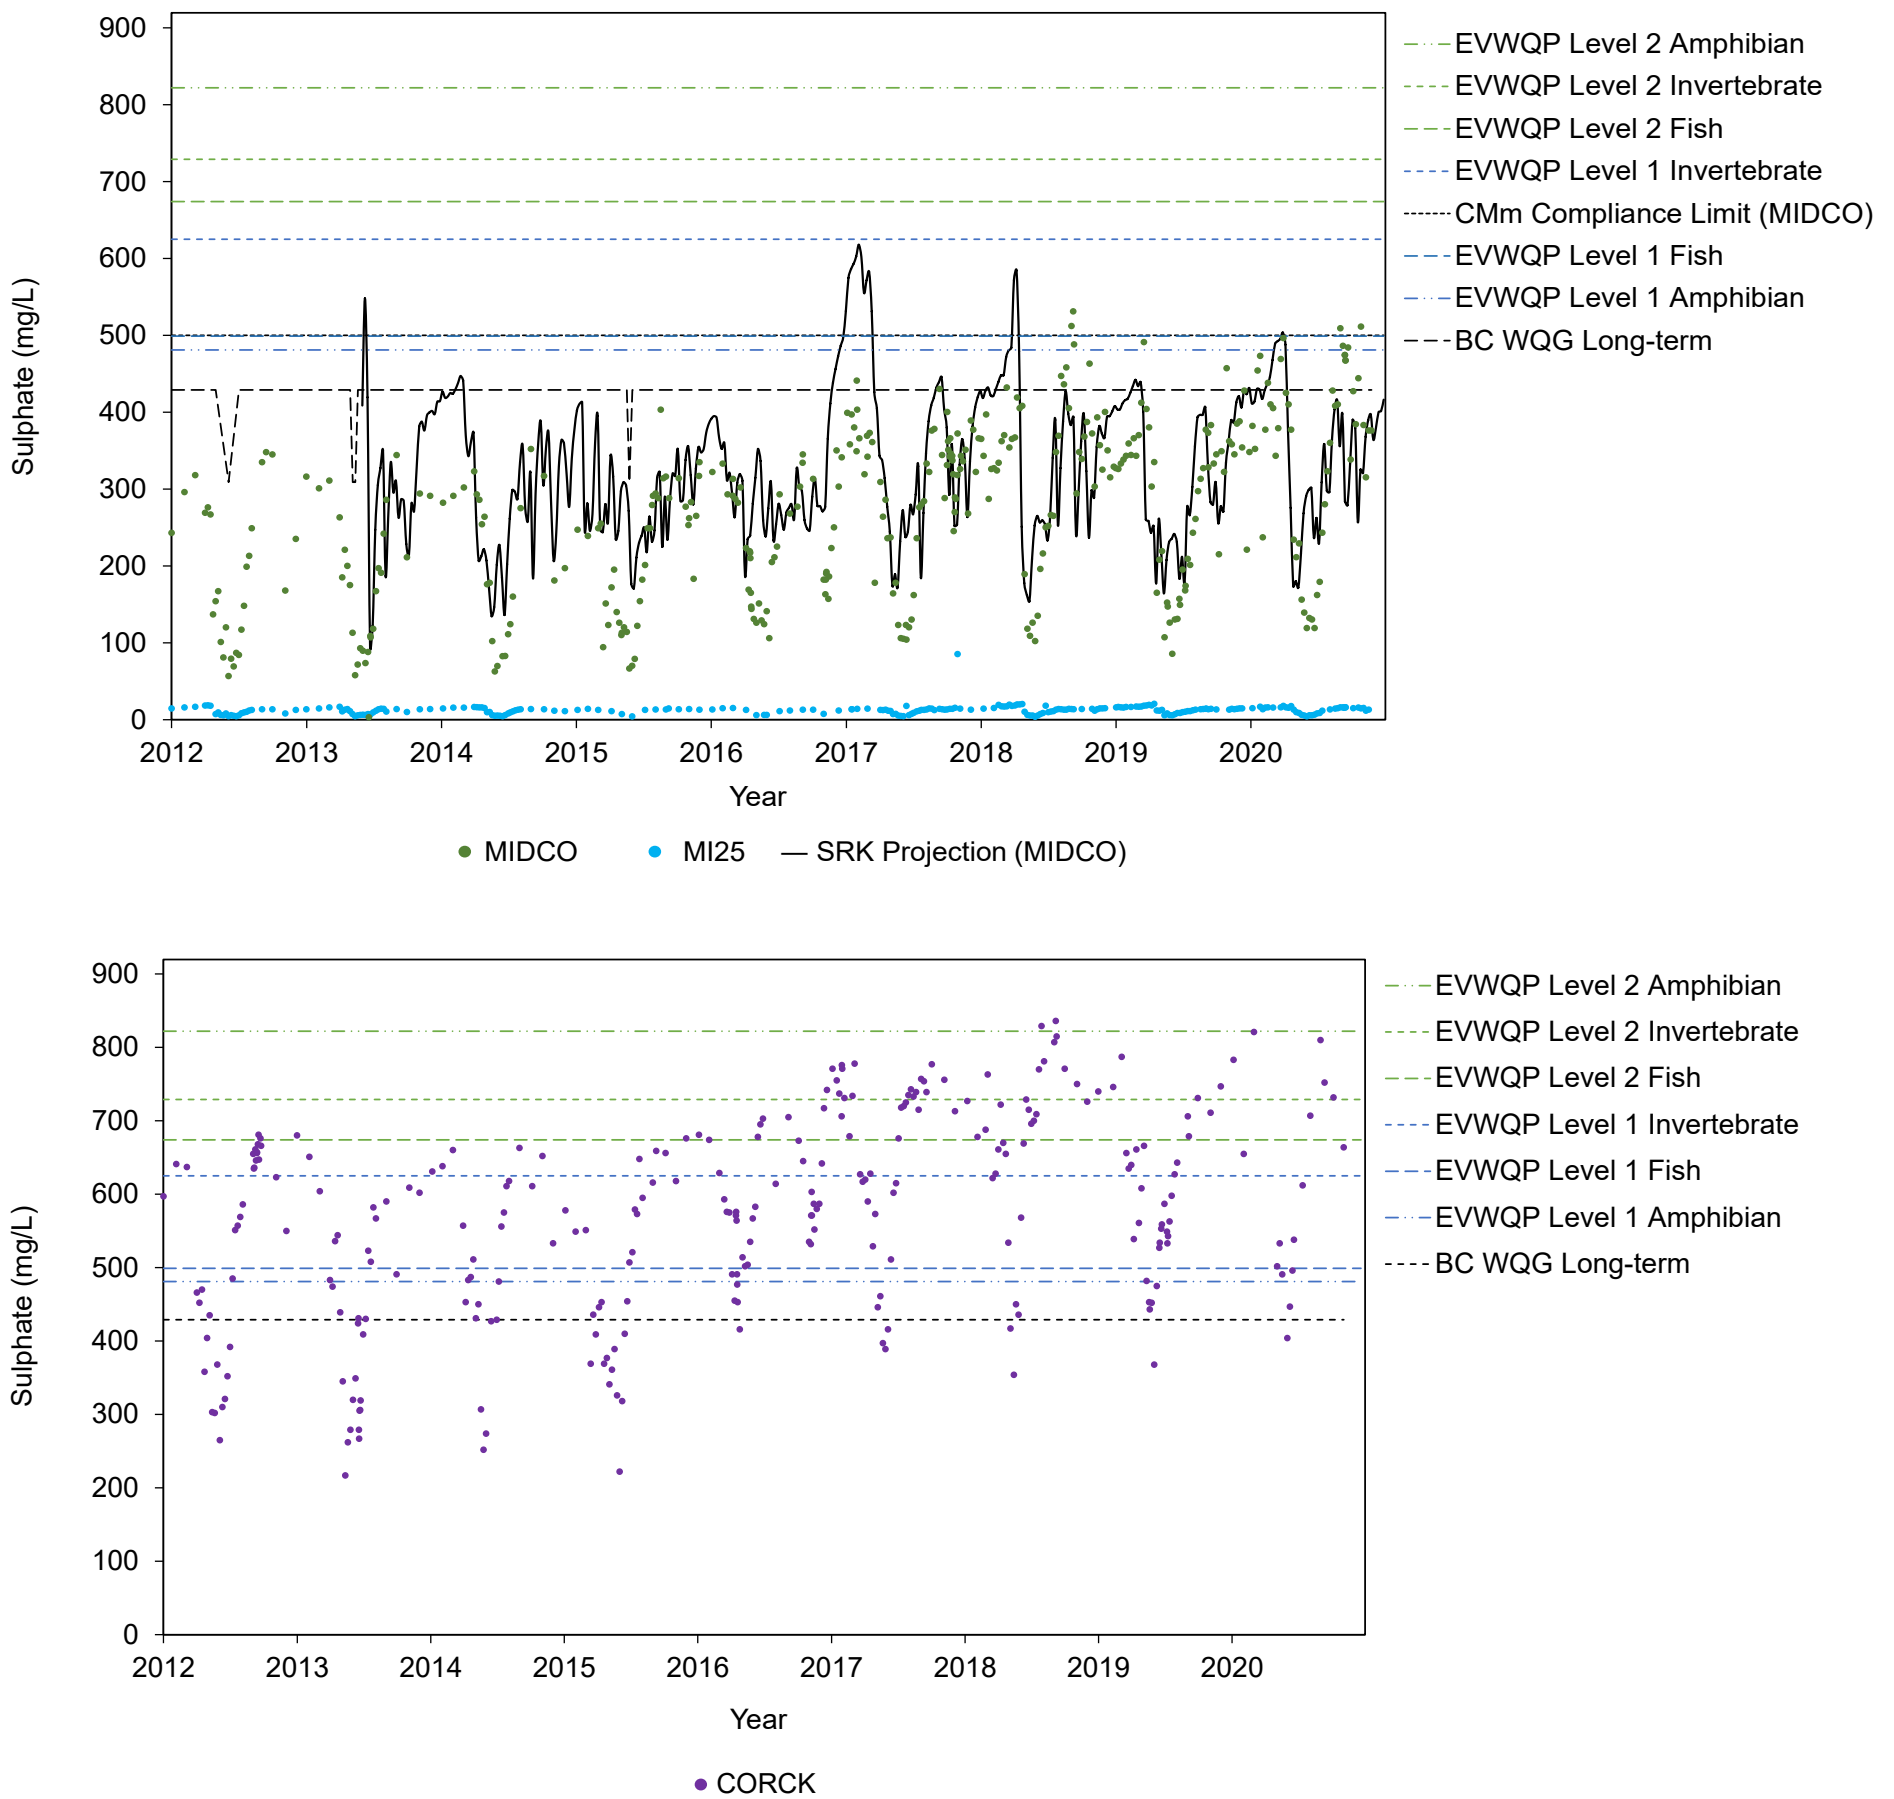 900
800
700
600
500
400
300
200
100
0
Sulphate (mg/L)
2012 2013 2014 2015 2016 2017 2018 2019 2020
Year
EVWQP Level 2 Amphibian
EVWQP Level 2 Invertebrate
EVWQP Level 2 Fish
EVWQP Level 1 Invertebrate
CMm Compliance Limit (MIDCO)
EVWQP Level 1 Fish
EVWQP Level 1 Amphibian
BC WQG Long-term
MIDCO MI25 SRK Projection (MIDCO)
900
800
700
600
500
400
300
200
100
0
Sulphate (mg/L)
2012 2013 2014 2015 2016 2017 2018 2019 2020
Year
EVWQP Level 2 Amphibian
EVWQP Level 2 Invertebrate
EVWQP Level 2 Fish
EVWQP Level 1 Invertebrate
EVWQP Level 1 Fish
EVWQP Level 1 Amphibian
BC WQG Long-term
CORCK